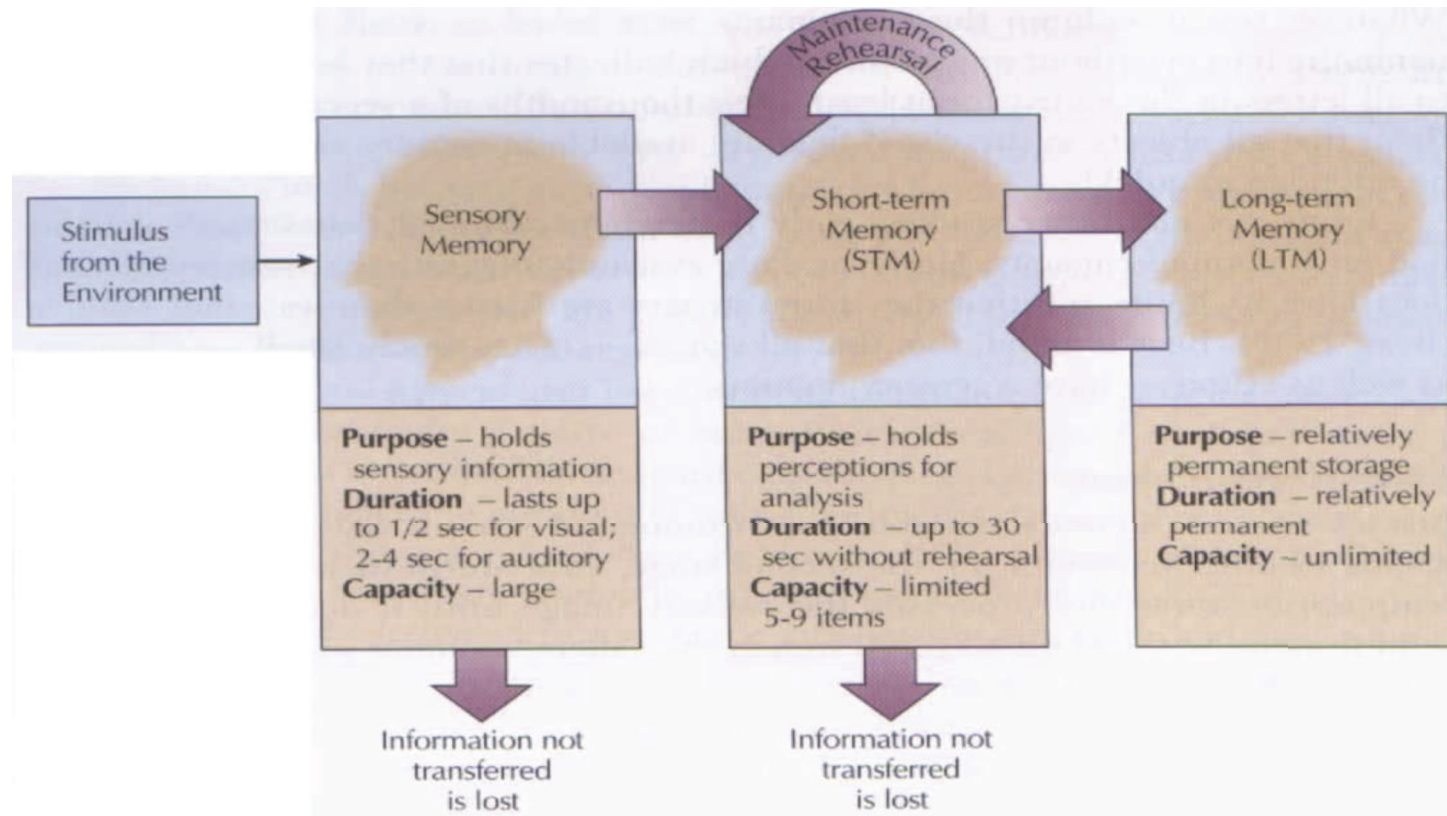 Maintenance
Rehearsal
Stimulus
from the
Environment
Sensory
Memory
Short-term
Memory
(STM)
Long-term
Memory
(LTM)
Purpose – holds
sensory information
Duration – lasts up
to 1/2 sec for visual;
2-4 sec for auditory
Capacity – large
Purpose – holds
perceptions for
analysis
Duration – up to 30
sec without rehearsal
Capacity – limited
5-9 items
Purpose – relatively
permanent storage
Duration – relatively
permanent
Capacity – unlimited
Information not
transferred
is lost
Information not
transferred
is lost